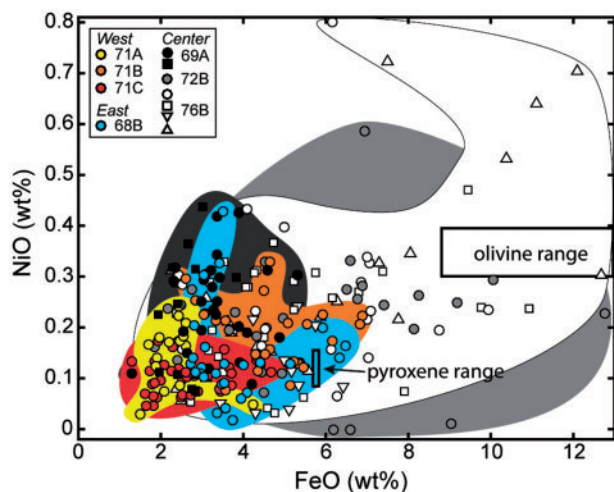 0.8
0.7
0.6
0.5
0.4
0.3
0.2
0.1
0
NiO (wt%)
West
71A
71B
71C
East
68B
Center
69A
72B
76B
olivine range
pyroxene range
0 2 4 6 8 10 12
FeO (wt%)